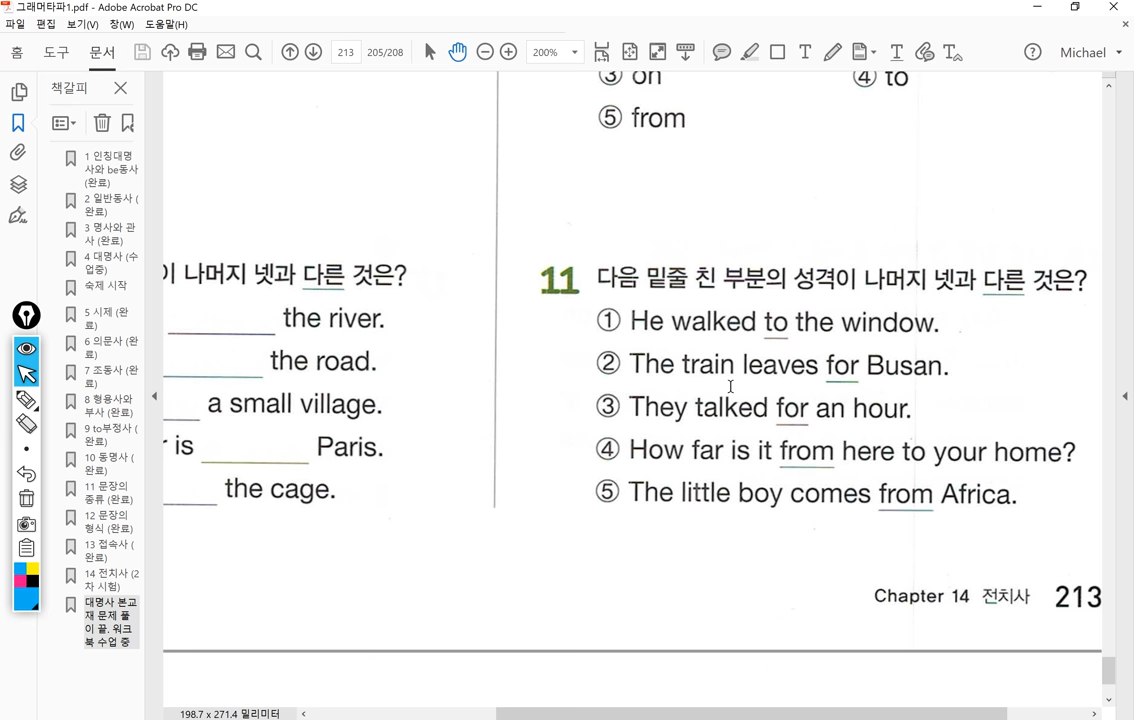 그래머타파1.pdf - Adobe Acrobat Pro DC
파일 편집 보기(V) 창(W) 도움말(H)
홈 도구 문서 213 205/208 200% Michael
책갈피
1 인칭대명
사와 be동사
(완료)
2 일반동사 (
완료)
3 명사와 관
사 (완료)
4 대명사 (수
업중)
숙제 시작
5 시제 (완
료)
6 의문사 (완
료)
7 조동사 (완
료)
8 형용사와
부사 (완료)
9 to부정사 (
완료)
10 동명사 (
완료)
11 문장의
종류 (완료)
12 문장의
형식 (완료)
13 접속사 (
완료)
14 전치사 (2
차 시험)
대명사 본교
재 문제 풀
이 끝. 워크
북 수업 중
이 나머지 넷과 다른 것은?
the river.
the road.
a small village.
r is Paris.
the cage.
③ on ④ to
⑤ from
11 다음 밑줄 친 부분의 성격이 나머지 넷과 다른 것은?
① He walked to the window.
② The train leaves for Busan.
③ They talked for an hour.
④ How far is it from here to your home?
⑤ The little boy comes from Africa.
Chapter 14 전치사 213
198.7 x 271.4 밀리미터